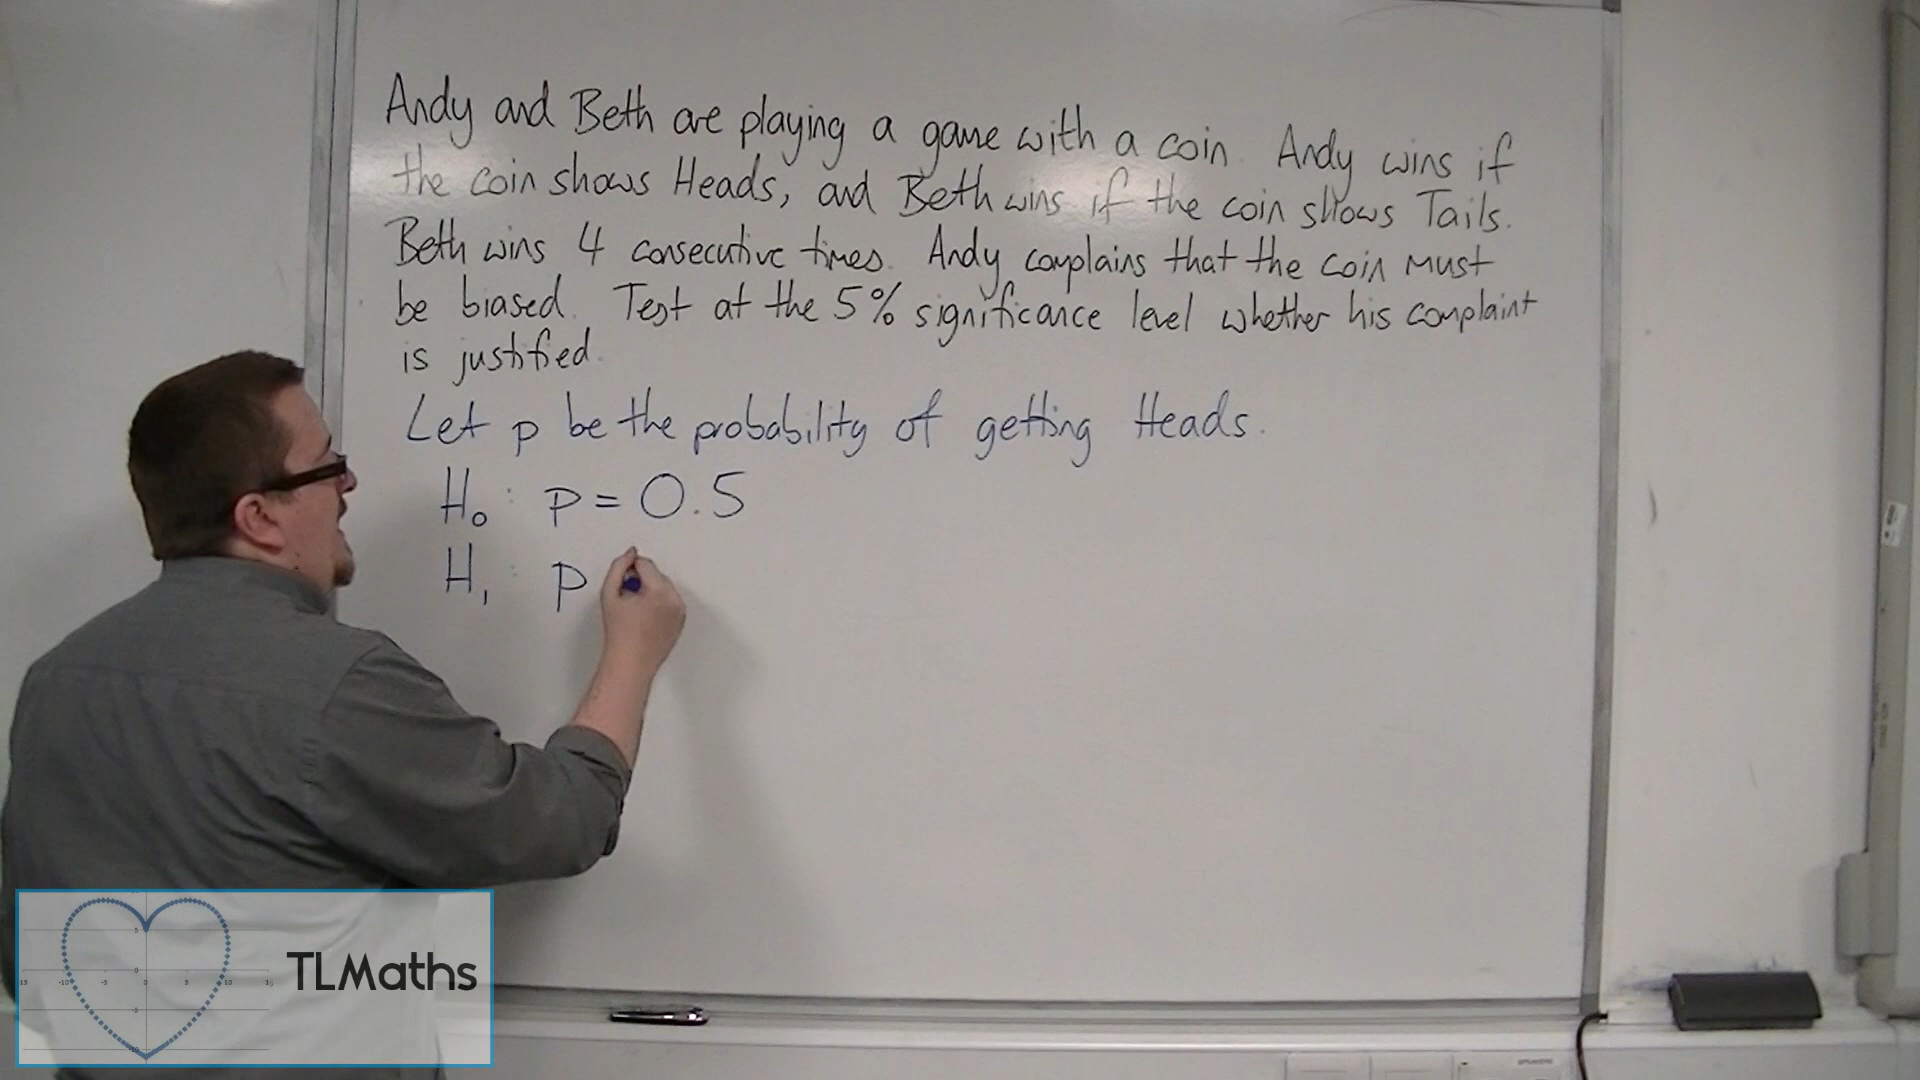 Andy and Beth are playing a game with a coin. Andy wins if
the coin shows Heads, and Beth wins if the coin shows Tails.
Beth wins 4 consecutive times. Andy complains that the coin must
be biased. Test at the 5% significance level whether his complaint
is justified.
Let p be the probability of getting Heads.
H₀ : p = 0.5
H₁ : p
TLMaths